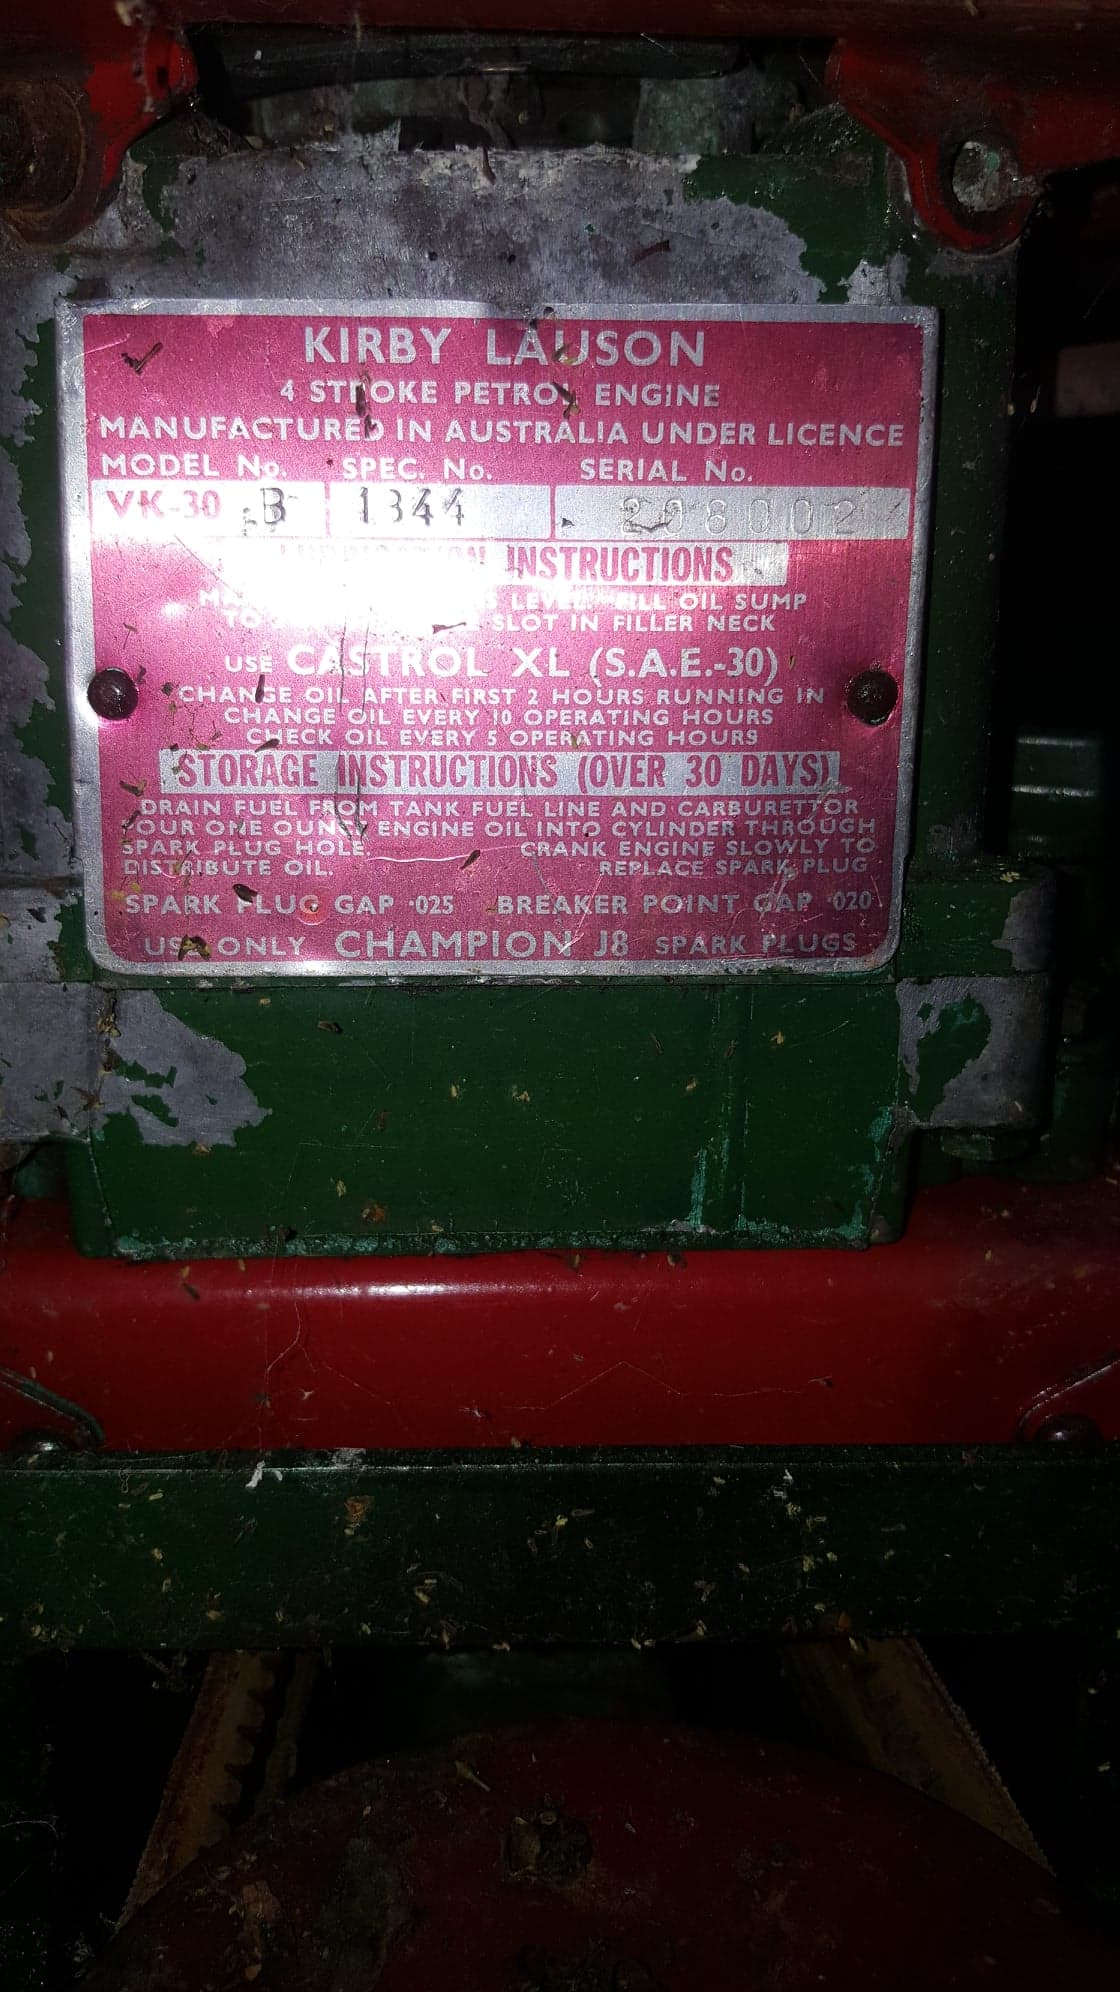 KIRBY LAUSON
4 STROKE PETROL ENGINE
MANUFACTURED IN AUSTRALIA UNDER LICENCE
MODEL No. SPEC. No. SERIAL No.
VK-30 B 1344 208002
INSTRUCTIONS
LEVEL FILL OIL SUMP
TO SLOT IN FILLER NECK
USE CASTROL XL (S.A.E.-30)
CHANGE OIL AFTER FIRST 2 HOURS RUNNING IN
CHANGE OIL EVERY 10 OPERATING HOURS
CHECK OIL EVERY 5 OPERATING HOURS
STORAGE INSTRUCTIONS (OVER 30 DAYS)
DRAIN FUEL FROM TANK FUEL LINE AND CARBURETTOR
POUR ONE OUNCE ENGINE OIL INTO CYLINDER THROUGH
SPARK PLUG HOLE. CRANK ENGINE SLOWLY TO
DISTRIBUTE OIL. REPLACE SPARK PLUG
SPARK PLUG GAP ·025 BREAKER POINT GAP ·020
USE ONLY CHAMPION J8 SPARK PLUGS